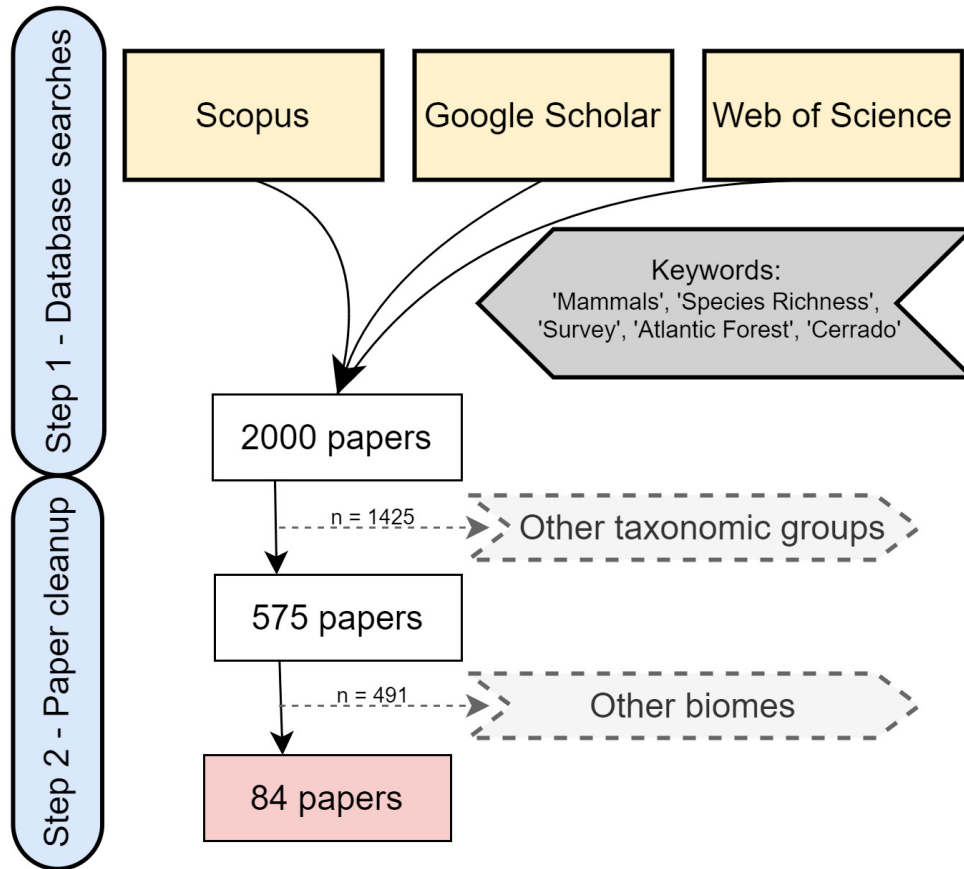 Step 1 - Database searches
Scopus
Google Scholar
Web of Science
Keywords:
'Mammals', 'Species Richness',
'Survey', 'Atlantic Forest', 'Cerrado'
2000 papers
Step 2 - Paper cleanup
n = 1425
Other taxonomic groups
575 papers
n = 491
Other biomes
84 papers